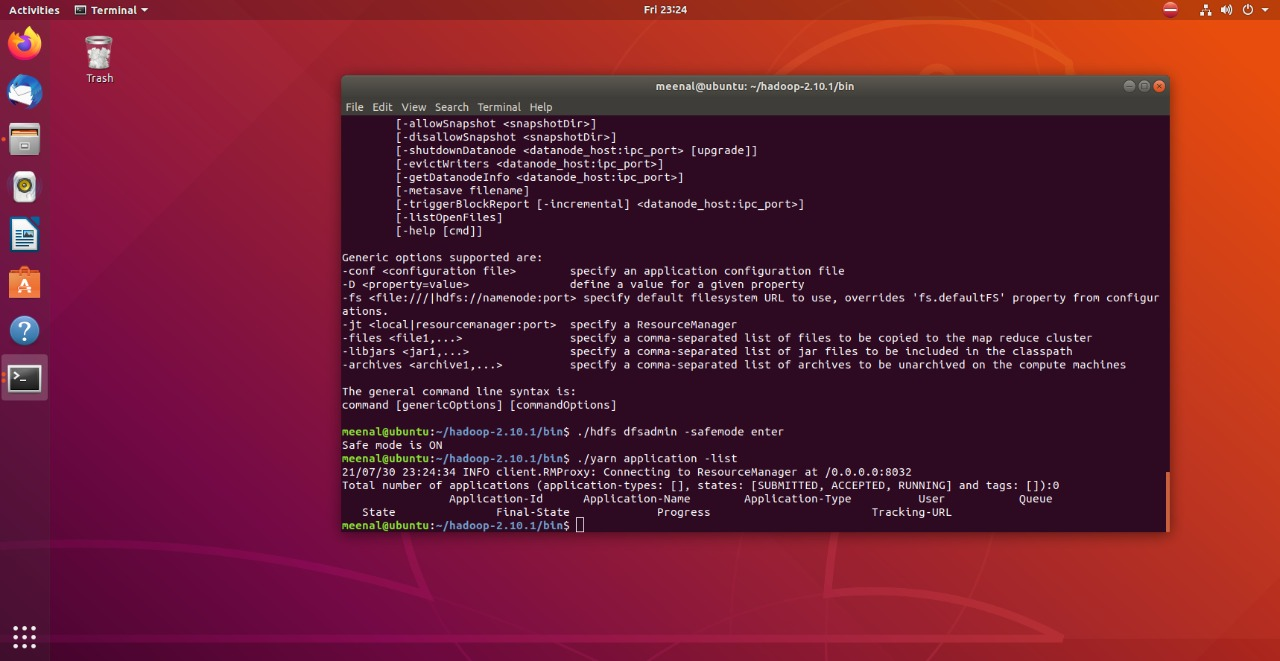 Activities Terminal Fri 23:24
Trash
meenal@ubuntu: ~/hadoop-2.10.1/bin
File Edit View Search Terminal Help
[-allowSnapshot <snapshotDir>]
[-disallowSnapshot <snapshotDir>]
[-shutdownDatanode <datanode_host:ipc_port> [upgrade]]
[-evictWriters <datanode_host:ipc_port>]
[-getDatanodeInfo <datanode_host:ipc_port>]
[-metasave filename]
[-triggerBlockReport [-incremental] <datanode_host:ipc_port>]
[-listOpenFiles]
[-help [cmd]]
Generic options supported are:
-conf <configuration file> specify an application configuration file
-D <property=value> define a value for a given property
-fs <file:///|hdfs://namenode:port> specify default filesystem URL to use, overrides 'fs.defaultFS' property from configur
ations.
-jt <local|resourcemanager:port> specify a ResourceManager
-files <file1,...> specify a comma-separated list of files to be copied to the map reduce cluster
-libjars <jar1,...> specify a comma-separated list of jar files to be included in the classpath
-archives <archive1,...> specify a comma-separated list of archives to be unarchived on the compute machines
The general command line syntax is:
command [genericOptions] [commandOptions]
meenal@ubuntu:~/hadoop-2.10.1/bin$ ./hdfs dfsadmin -safemode enter
Safe mode is ON
meenal@ubuntu:~/hadoop-2.10.1/bin$ ./yarn application -list
21/07/30 23:24:34 INFO client.RMProxy: Connecting to ResourceManager at /0.0.0.0:8032
Total number of applications (application-types: [], states: [SUBMITTED, ACCEPTED, RUNNING] and tags: []):0
Application-Id Application-Name Application-Type User Queue
State Final-State Progress Tracking-URL
meenal@ubuntu:~/hadoop-2.10.1/bin$